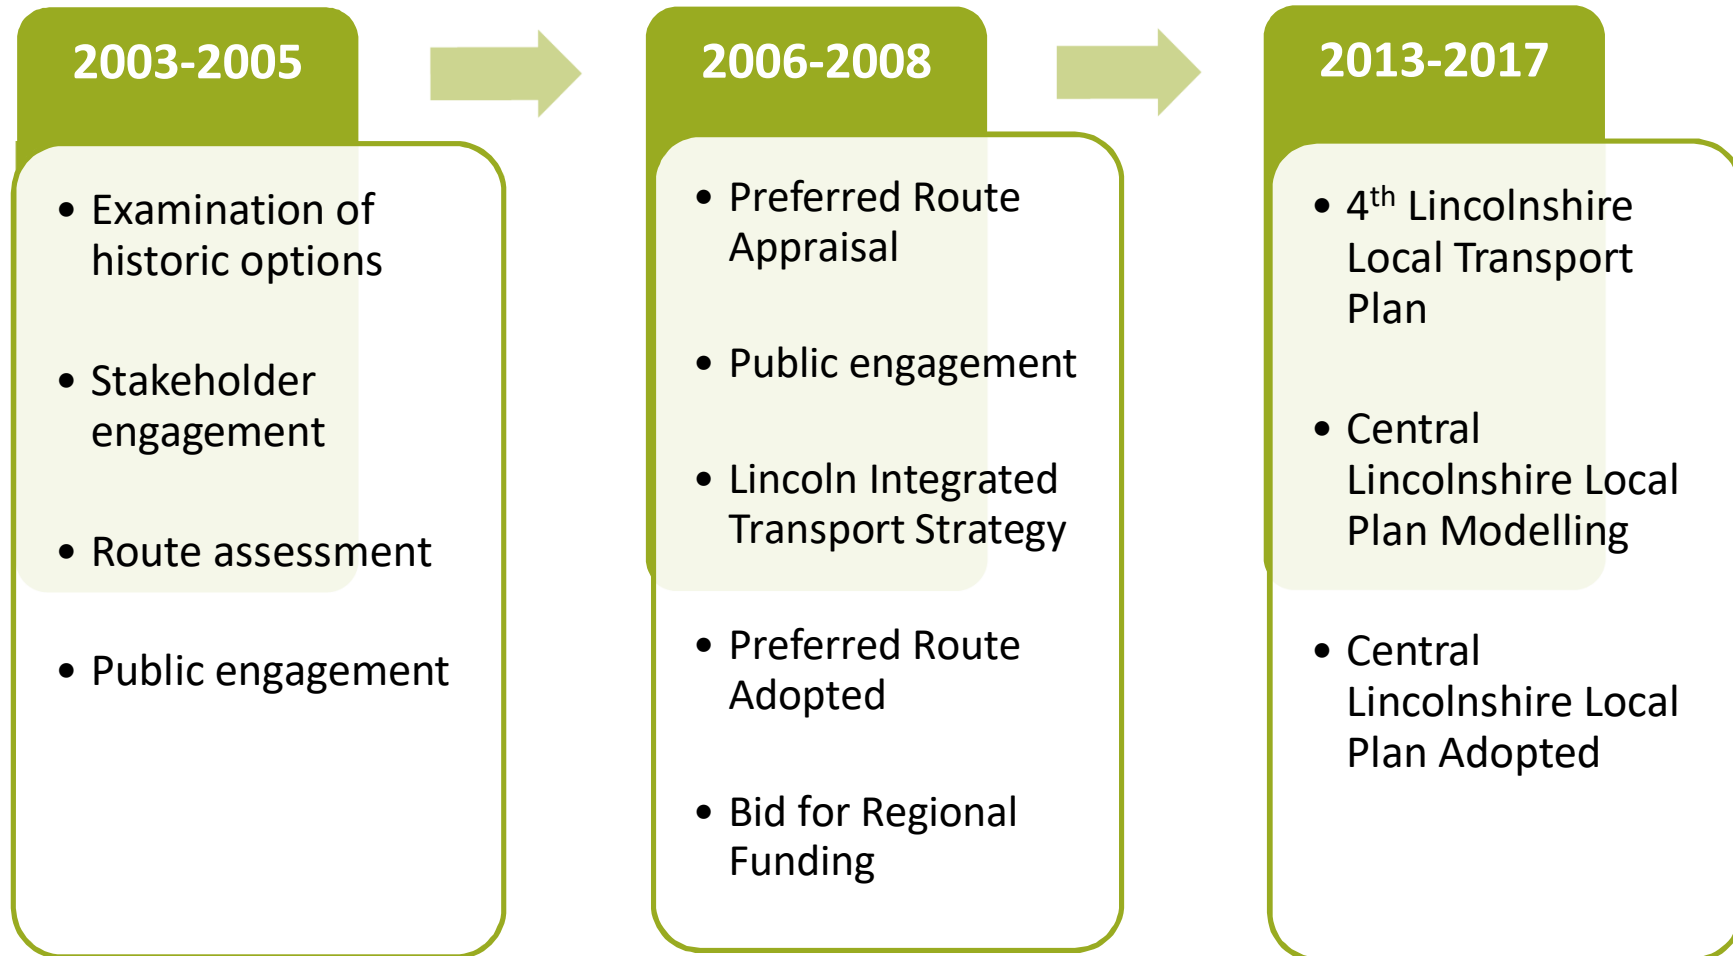 2003-2005
• Examination of
historic options
• Stakeholder
engagement
• Route assessment
• Public engagement
2006-2008
• Preferred Route
Appraisal
• Public engagement
• Lincoln Integrated
Transport Strategy
• Preferred Route
Adopted
• Bid for Regional
Funding
2013-2017
• 4th Lincolnshire
Local Transport
Plan
• Central
Lincolnshire Local
Plan Modelling
• Central
Lincolnshire Local
Plan Adopted